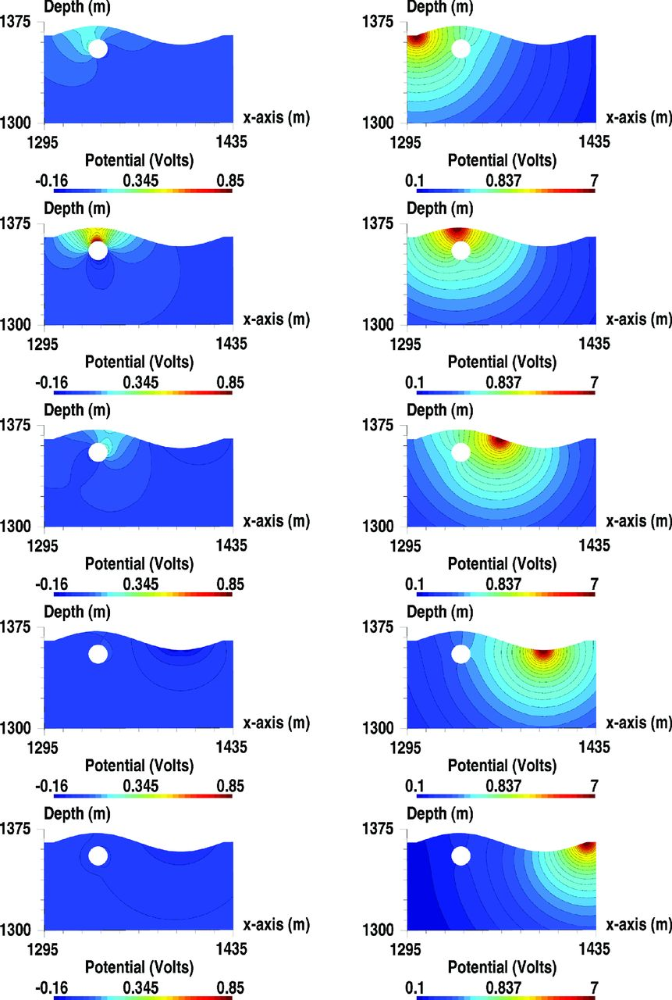 Depth (m) Depth (m)
1375 1375
x-axis (m) x-axis (m)
1300 1300
1295 1435 1295 1435
Potential (Volts) Potential (Volts)
-0.16 0.345 0.85 0.1 0.837 7
Depth (m) Depth (m)
1375 1375
x-axis (m) x-axis (m)
1300 1300
1295 1435 1295 1435
Potential (Volts) Potential (Volts)
-0.16 0.345 0.85 0.1 0.837 7
Depth (m) Depth (m)
1375 1375
x-axis (m) x-axis (m)
1300 1300
1295 1435 1295 1435
Potential (Volts) Potential (Volts)
-0.16 0.345 0.85 0.1 0.837 7
Depth (m) Depth (m)
1375 1375
x-axis (m) x-axis (m)
1300 1300
1295 1435 1295 1435
Potential (Volts) Potential (Volts)
-0.16 0.345 0.85 0.1 0.837 7
Depth (m) Depth (m)
1375 1375
x-axis (m) x-axis (m)
1300 1300
1295 1435 1295 1435
Potential (Volts) Potential (Volts)
-0.16 0.345 0.85 0.1 0.837 7